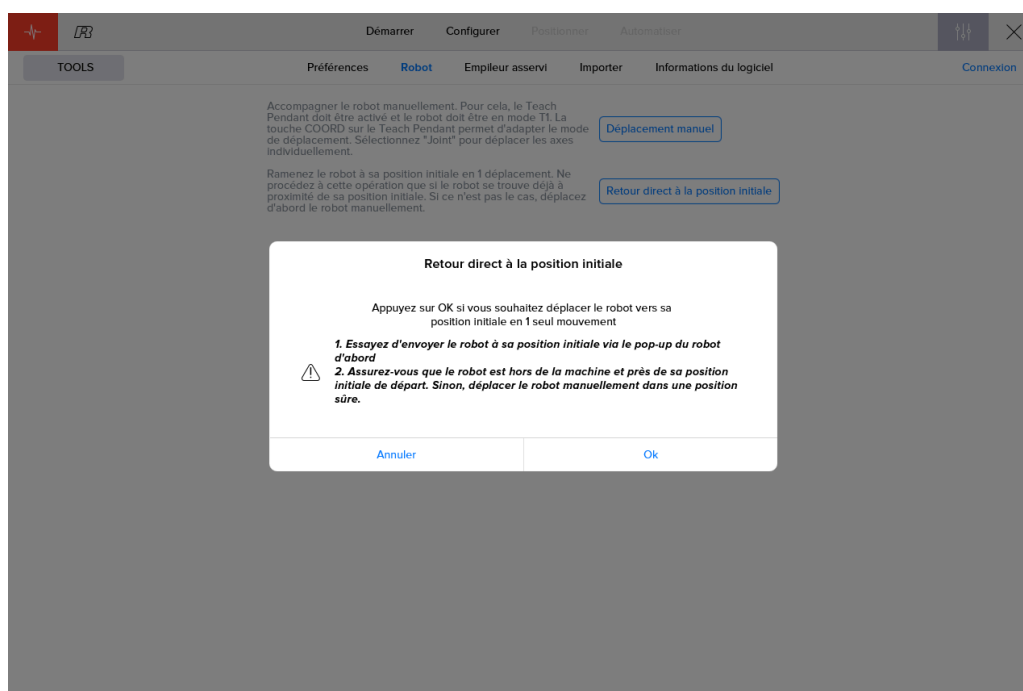 Démarrer Configurer Positionner Automatiser
TOOLS Préférences Robot Empileur asservi Importer Informations du logiciel Connexion
Accompagner le robot manuellement. Pour cela, le Teach
Pendant doit être activé et le robot doit être en mode T1. La
touche COORD sur le Teach Pendant permet d'adapter le mode
de déplacement. Sélectionnez "Joint" pour déplacer les axes
individuellement.
Déplacement manuel
Ramenez le robot à sa position initiale en 1 déplacement. Ne
procédez à cette opération que si le robot se trouve déjà à
proximité de sa position initiale. Si ce n'est pas le cas, déplacez
d'abord le robot manuellement.
Retour direct à la position initiale
Retour direct à la position initiale
Appuyez sur OK si vous souhaitez déplacer le robot vers sa
position initiale en 1 seul mouvement
1. Essayez d'envoyer le robot à sa position initiale via le pop-up du robot
d'abord
2. Assurez-vous que le robot est hors de la machine et près de sa position
initiale de départ. Sinon, déplacer le robot manuellement dans une position
sûre.
Annuler Ok